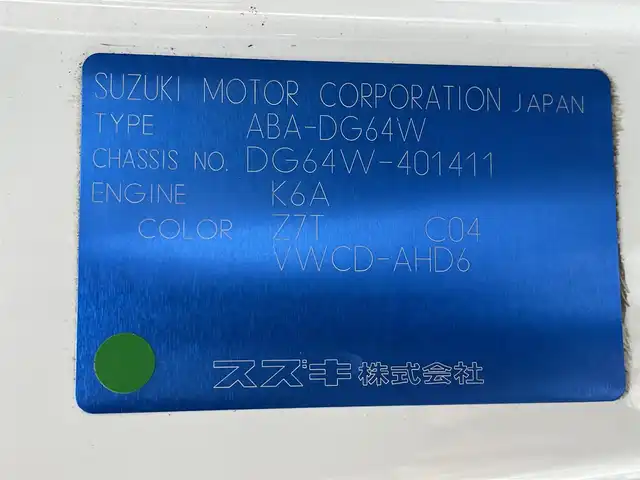 SUZUKI MOTOR CORPORATION JAPAN
TYPE ABA-DG64W
CHASSIS NO. DG64W-401411
ENGINE K6A
COLOR Z7T C04
VWCD-AHD6
スズキ株式会社